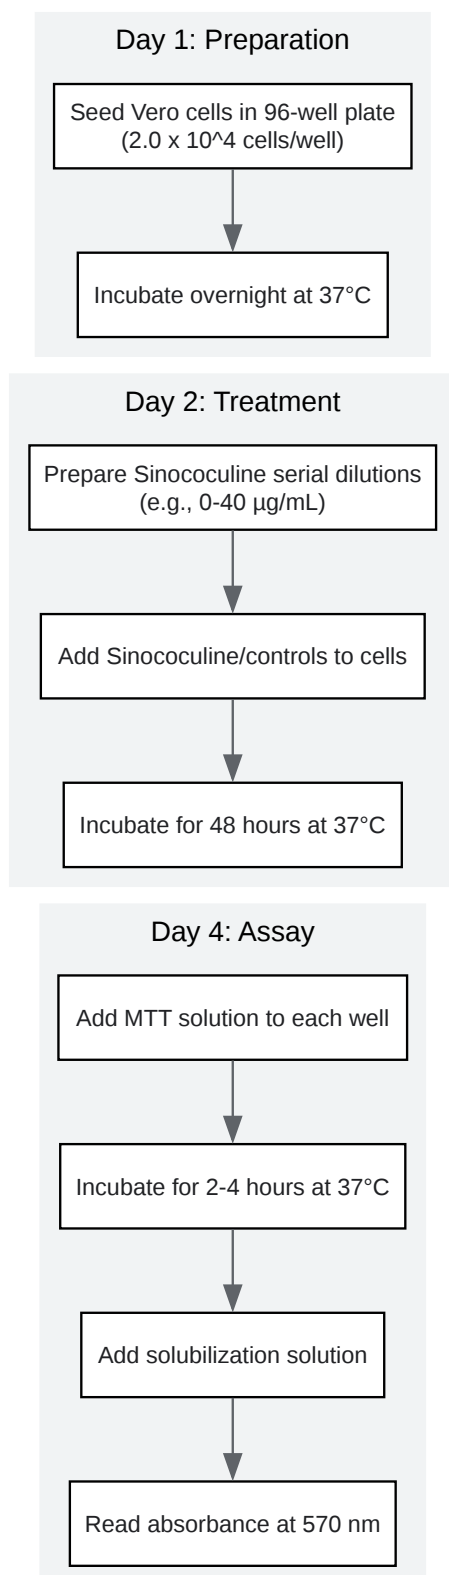 Day 1: Preparation
Seed Vero cells in 96-well plate
(2.0 x 10^4 cells/well)
Incubate overnight at 37°C
Day 2: Treatment
Prepare Sinococuline serial dilutions
(e.g., 0-40 µg/mL)
Add Sinococuline/controls to cells
Incubate for 48 hours at 37°C
Day 4: Assay
Add MTT solution to each well
Incubate for 2-4 hours at 37°C
Add solubilization solution
Read absorbance at 570 nm